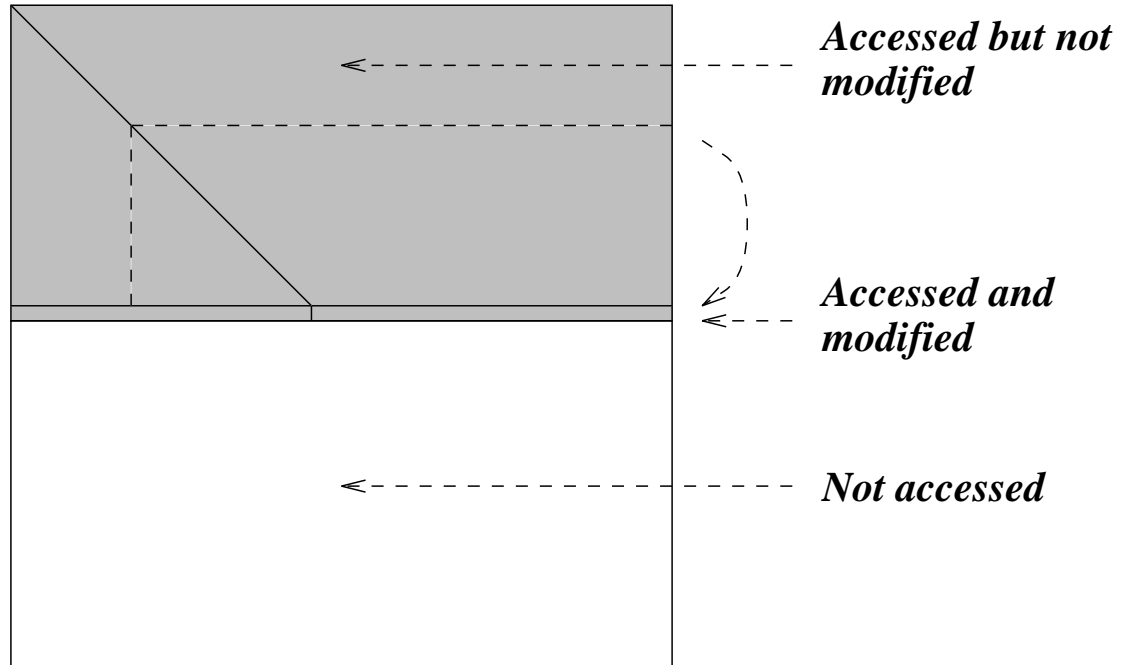 Accessed but not
modified
Accessed and
modified
Not accessed